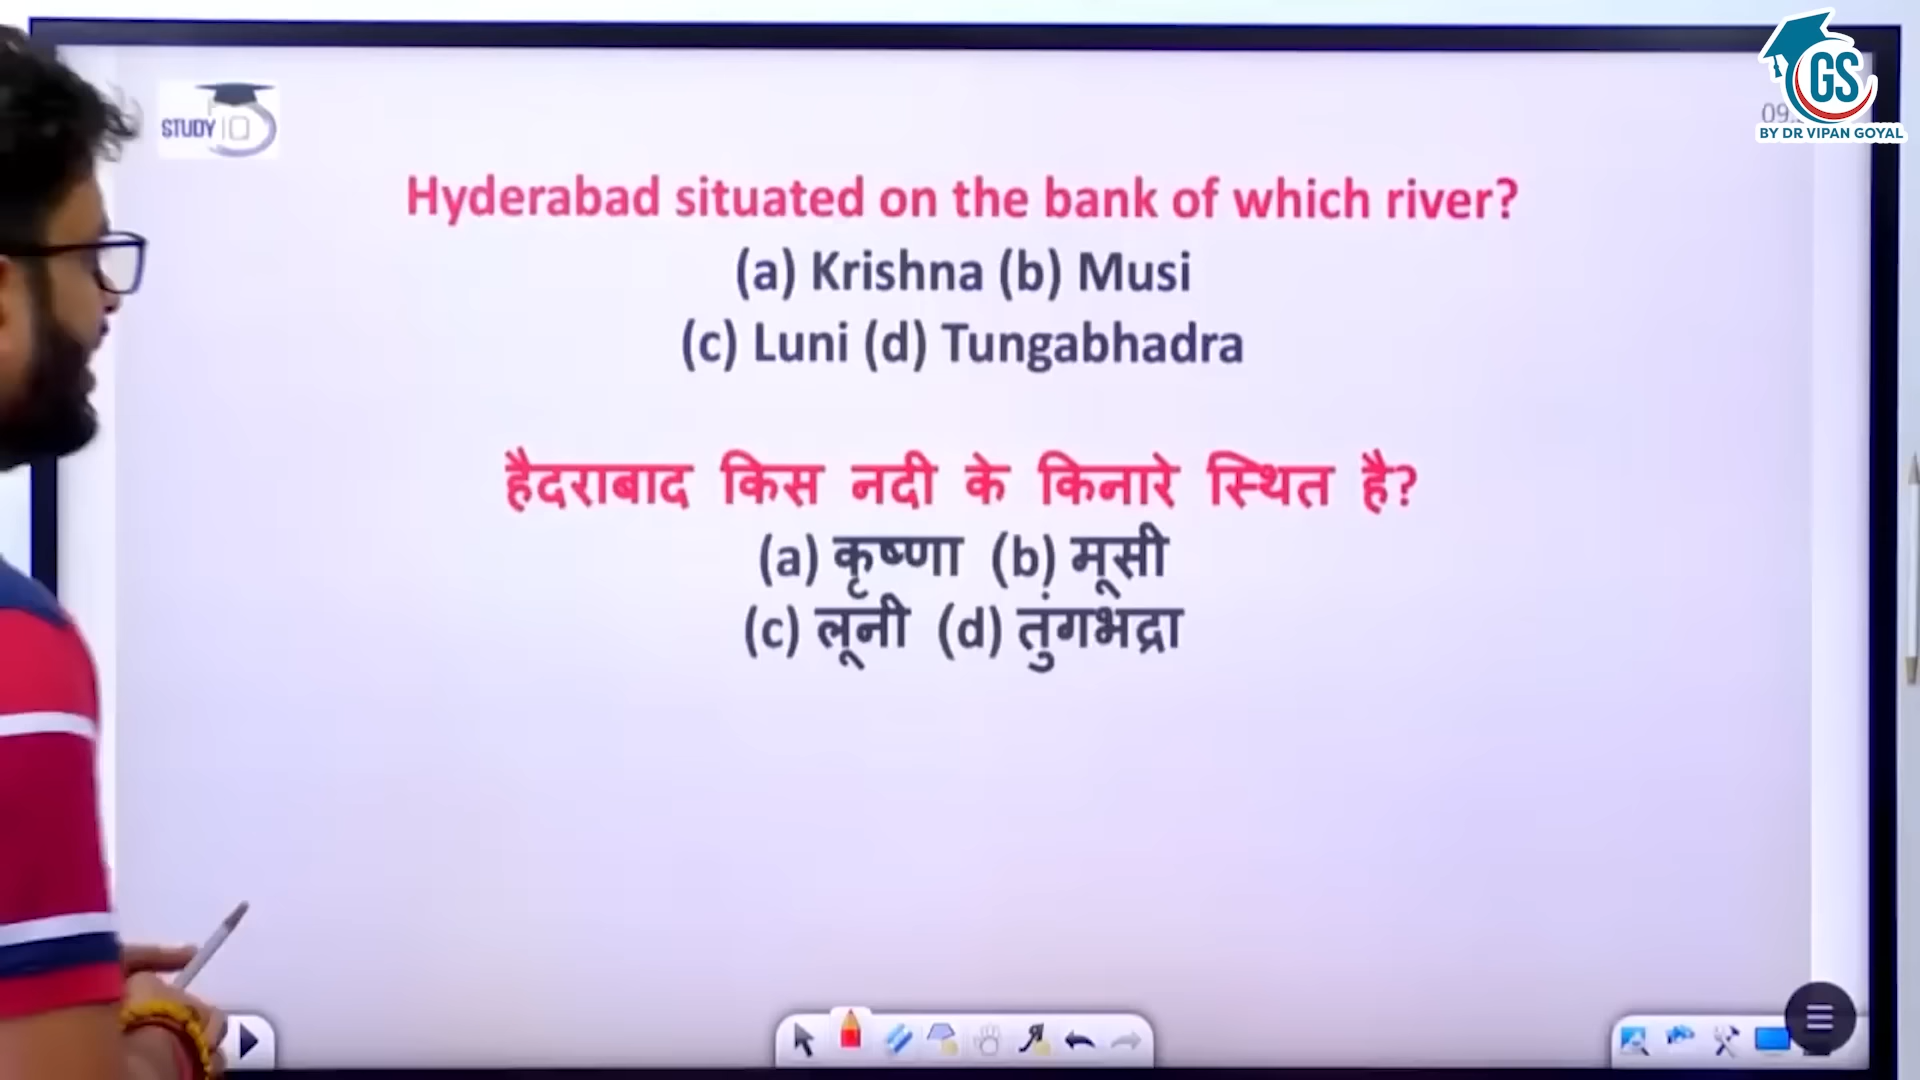 STUDY IQ
GS
09.
BY DR VIPAN GOYAL
Hyderabad situated on the bank of which river?
(a) Krishna (b) Musi
(c) Luni (d) Tungabhadra
हैदराबाद किस नदी के किनारे स्थित है?
(a) कृष्णा (b) मूसी
(c) लूनी (d) तुंगभद्रा